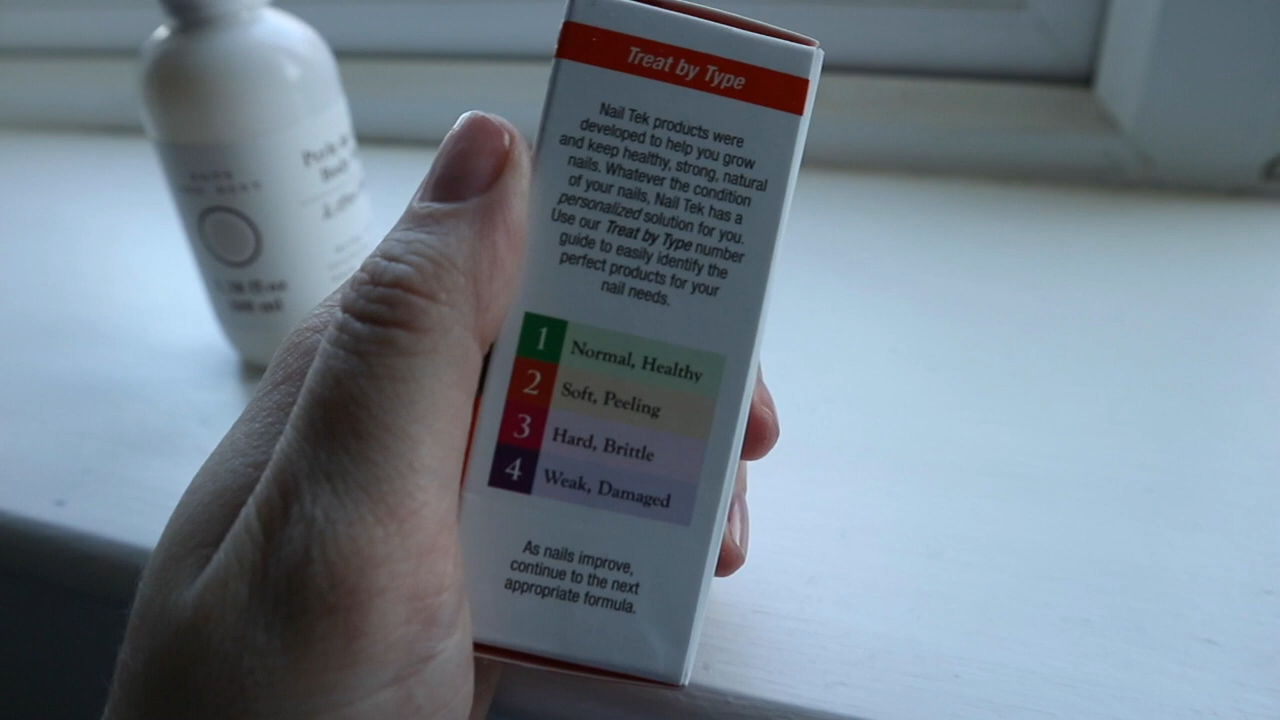 Treat by Type
Nail Tek products were
developed to help you grow
and keep healthy, strong, natural
nails. Whatever the condition
of your nails, Nail Tek has a
personalized solution for you.
Use our Treat by Type number
guide to easily identify the
perfect products for your
nail needs.
1 Normal, Healthy
2 Soft, Peeling
3 Hard, Brittle
4 Weak, Damaged
As nails improve,
continue to the next
appropriate formula.